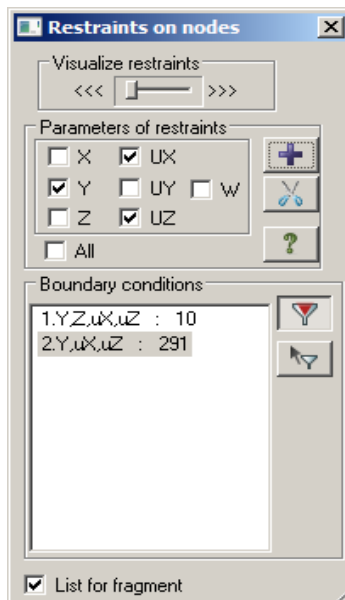 Restraints on nodes
Visualize restraints
<<< >>>
Parameters of restraints
X UX
Y UY W
Z UZ
All
?
Boundary conditions
1.Y,Z,uX,uZ : 10
2.Y,uX,uZ : 291
List for fragment